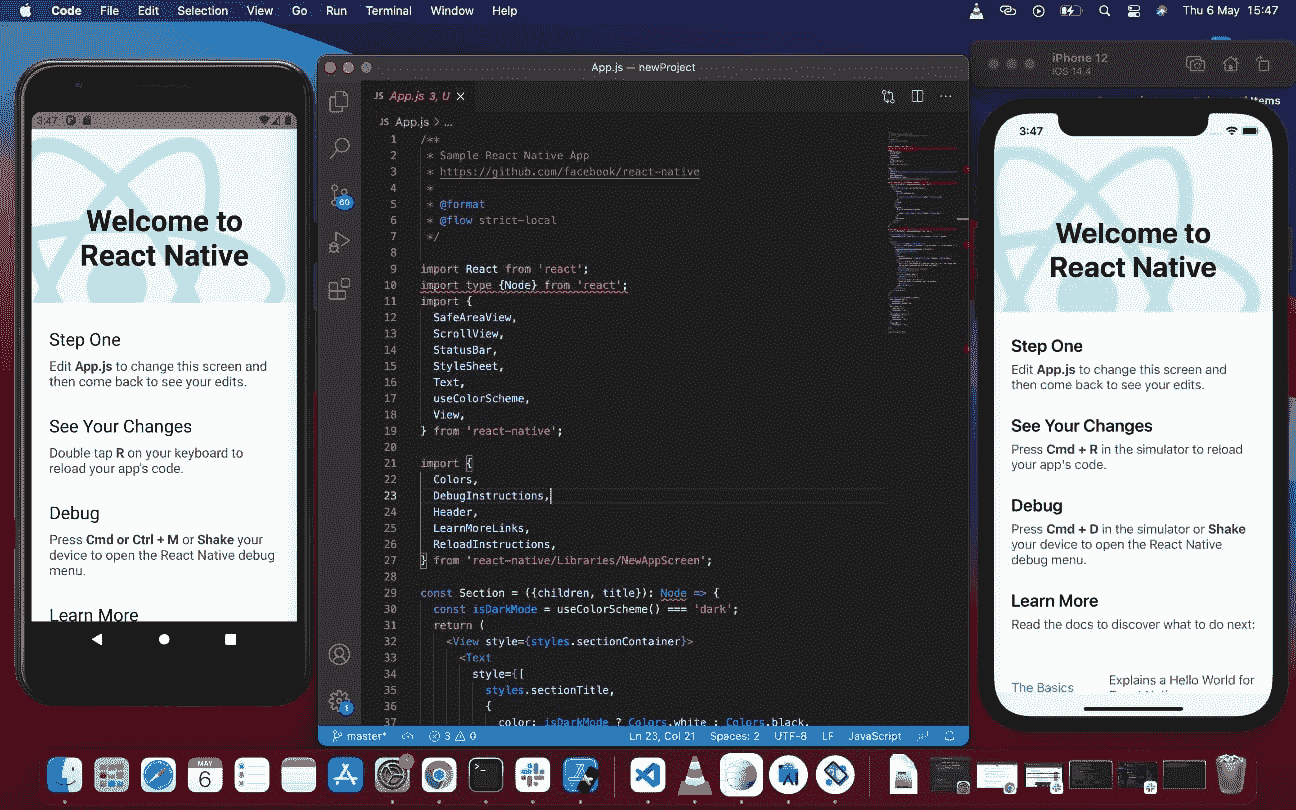 Code File Edit Selection View Go Run Terminal Window Help Thu 6 May 15:47
3:47
Welcome to
React Native
Step One
Edit App.js to change this screen and
then come back to see your edits.
See Your Changes
Double tap R on your keyboard to
reload your app's code.
Debug
Press Cmd or Ctrl + M or Shake your
device to open the React Native debug
menu.
Learn More
App.js — newProject
JS App.js 3, U
JS App.js > ...
60
1
1 /**
2 * Sample React Native App
3 * https://github.com/facebook/react-native
4 *
5 * @format
6 * @flow strict-local
7 */
8
9 import React from 'react';
10 import type {Node} from 'react';
11 import {
12 SafeAreaView,
13 ScrollView,
14 StatusBar,
15 StyleSheet,
16 Text,
17 useColorScheme,
18 View,
19 } from 'react-native';
20
21 import {
22 Colors,
23 DebugInstructions,
24 Header,
25 LearnMoreLinks,
26 ReloadInstructions,
27 } from 'react-native/Libraries/NewAppScreen';
28
29 const Section = ({children, title}): Node => {
30 const isDarkMode = useColorScheme() === 'dark';
31 return (
32 <View style={styles.sectionContainer}>
33 <Text
34 style={[
35 styles.sectionTitle,
36 {
37 color: isDarkMode ? Colors.white : Colors.black,
master* 3 0 Ln 23, Col 21 Spaces: 2 UTF-8 LF JavaScript
iPhone 12
iOS 14.4
Items
3:47
Welcome to
React Native
Step One
Edit App.js to change this screen and
then come back to see your edits.
See Your Changes
Press Cmd + R in the simulator to reload
your app's code.
Debug
Press Cmd + D in the simulator or Shake
your device to open the React Native
debug menu.
Learn More
Read the docs to discover what to do next:
The Basics
Explains a Hello World for
MAY
6